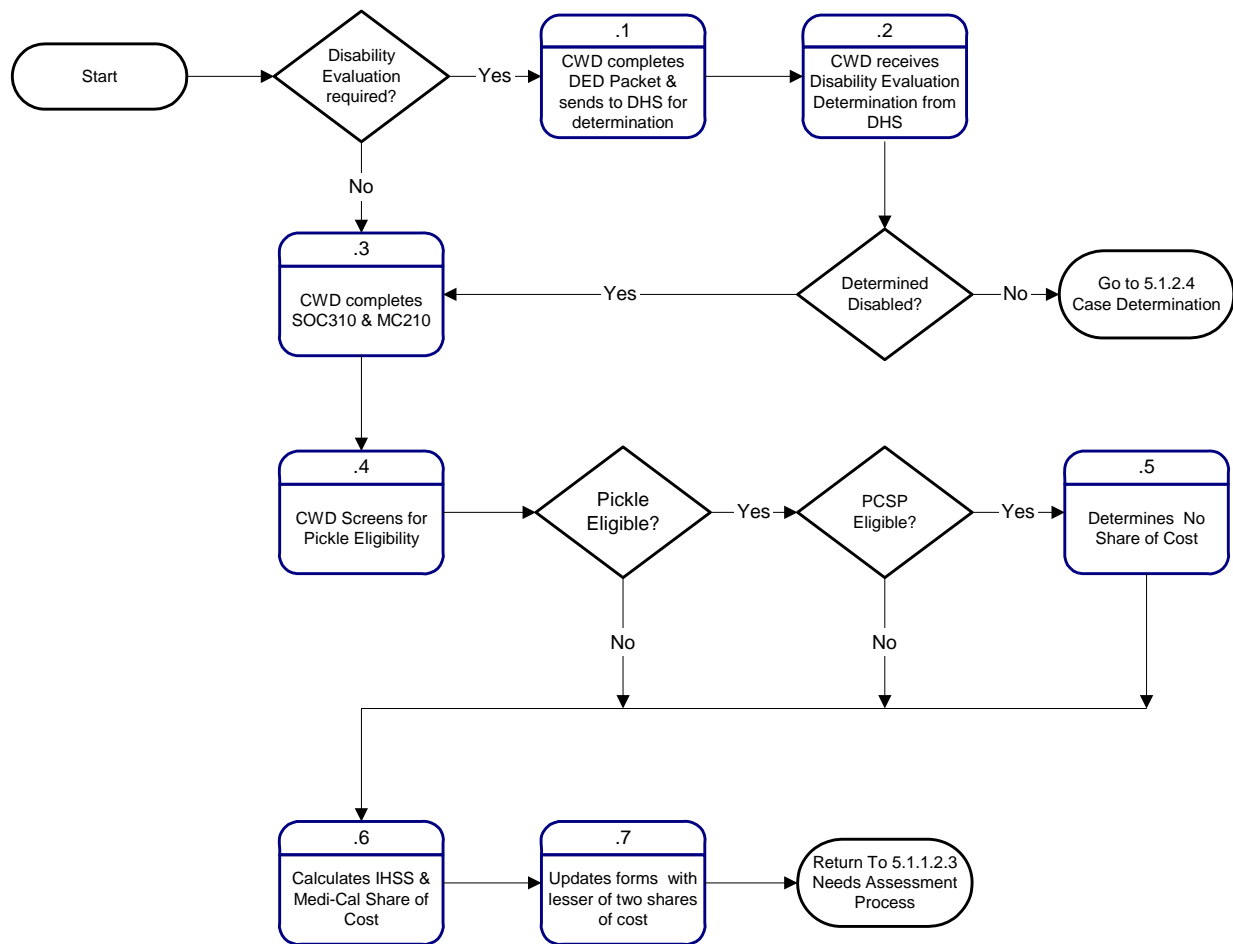 Start
Disability
Evaluation
required?
Yes
.1
CWD completes
DED Packet &
sends to DHS for
determination
.2
CWD receives
Disability Evaluation
Determination from
DHS
No
.3
CWD completes
SOC310 & MC210
Yes
Determined
Disabled?
No
Go to 5.1.2.4
Case Determination
.4
CWD Screens for
Pickle Eligibility
Pickle
Eligible?
Yes
PCSP
Eligible?
Yes
.5
Determines No
Share of Cost
No
No
.6
Calculates IHSS &
Medi-Cal Share of
Cost
.7
Updates forms with
lesser of two shares
of cost
Return To 5.1.1.2.3
Needs Assessment
Process